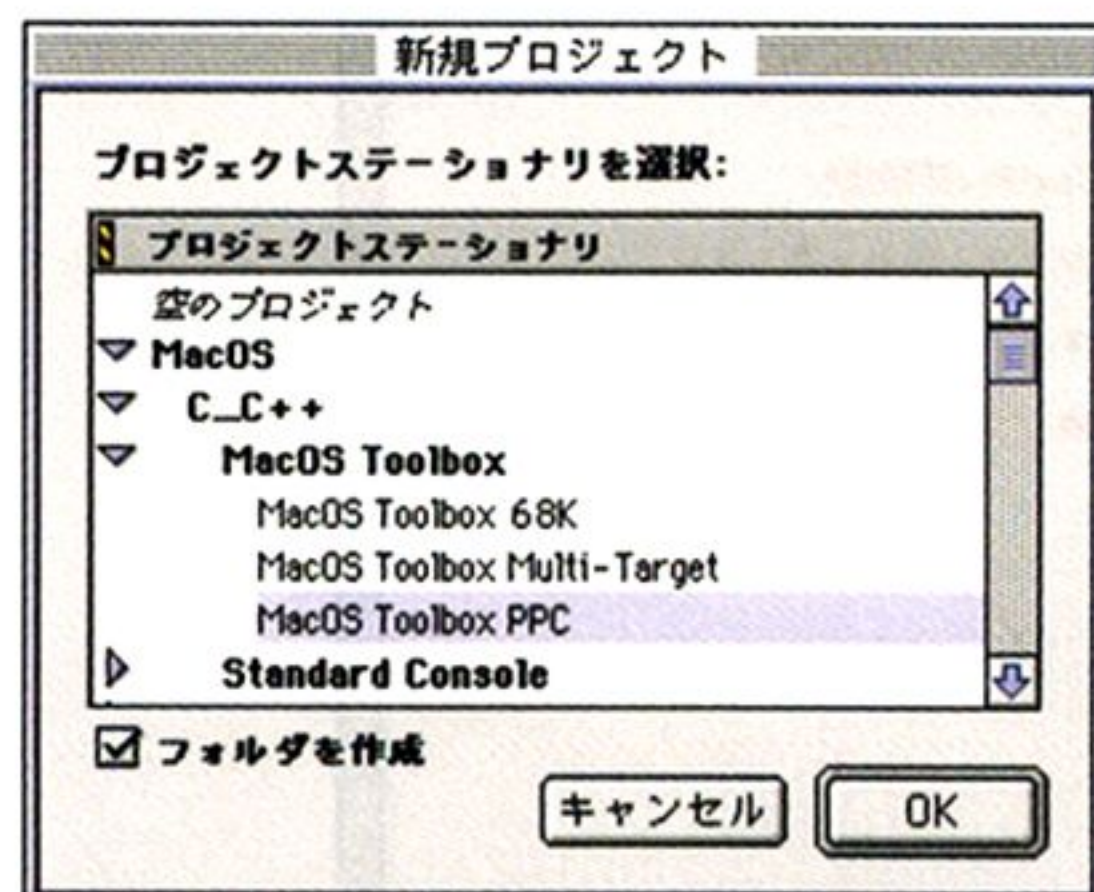 新規プロジェクト
プロジェクトステーショナリを選択:
プロジェクトステーショナリ
空のプロジェクト
MacOS
C_C++
MacOS Toolbox
MacOS Toolbox 68K
MacOS Toolbox Multi-Target
MacOS Toolbox PPC
Standard Console
フォルダを作成
キャンセル OK